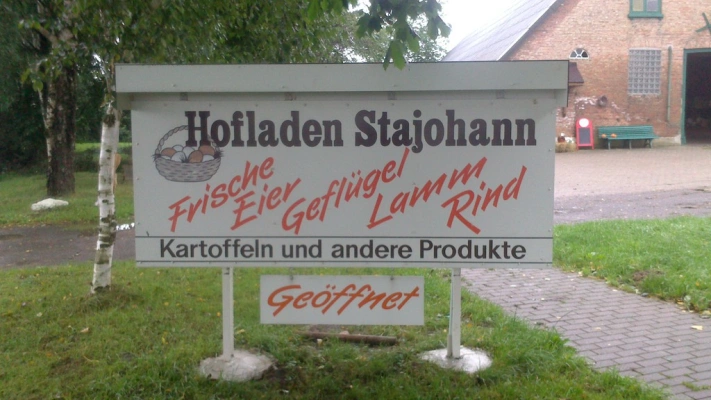 Hofladen Stajohann
Frische Eier Geflügel Lamm Rind
Kartoffeln und andere Produkte
Geöffnet